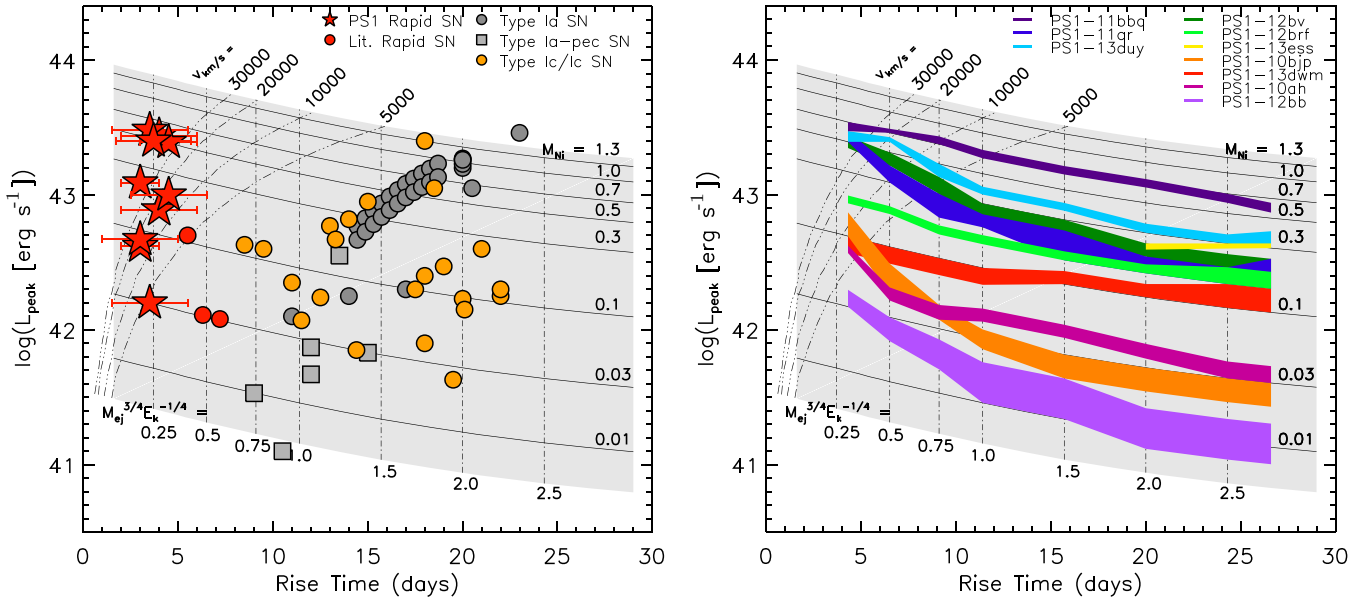 PS1 Rapid SN
Lit. Rapid SN
Type Ia SN
Type Ia-pec SN
Type Ic/Ic SN
log(L_peak [erg s⁻¹])
44
43
42
41
v_km/s =
30000
20000
10000
5000
M_Ni = 1.3
1.0
0.7
0.5
0.3
0.1
0.03
0.01
M_ej^3/4 E_k^-1/4 =
0.25
0.5
0.75
1.0
1.5
2.0
2.5
0 5 10 15 20 25 30
Rise Time (days)
PS1-11bbq
PS1-11qr
PS1-13duy
PS1-12bv
PS1-12brf
PS1-13ess
PS1-10bjp
PS1-13dwm
PS1-10ah
PS1-12bb
log(L_peak [erg s⁻¹])
44
43
42
41
v_km/s =
30000
20000
10000
5000
M_Ni = 1.3
1.0
0.7
0.5
0.3
0.1
0.03
0.01
M_ej^3/4 E_k^-1/4 =
0.25
0.5
0.75
1.0
1.5
2.0
2.5
0 5 10 15 20 25 30
Rise Time (days)